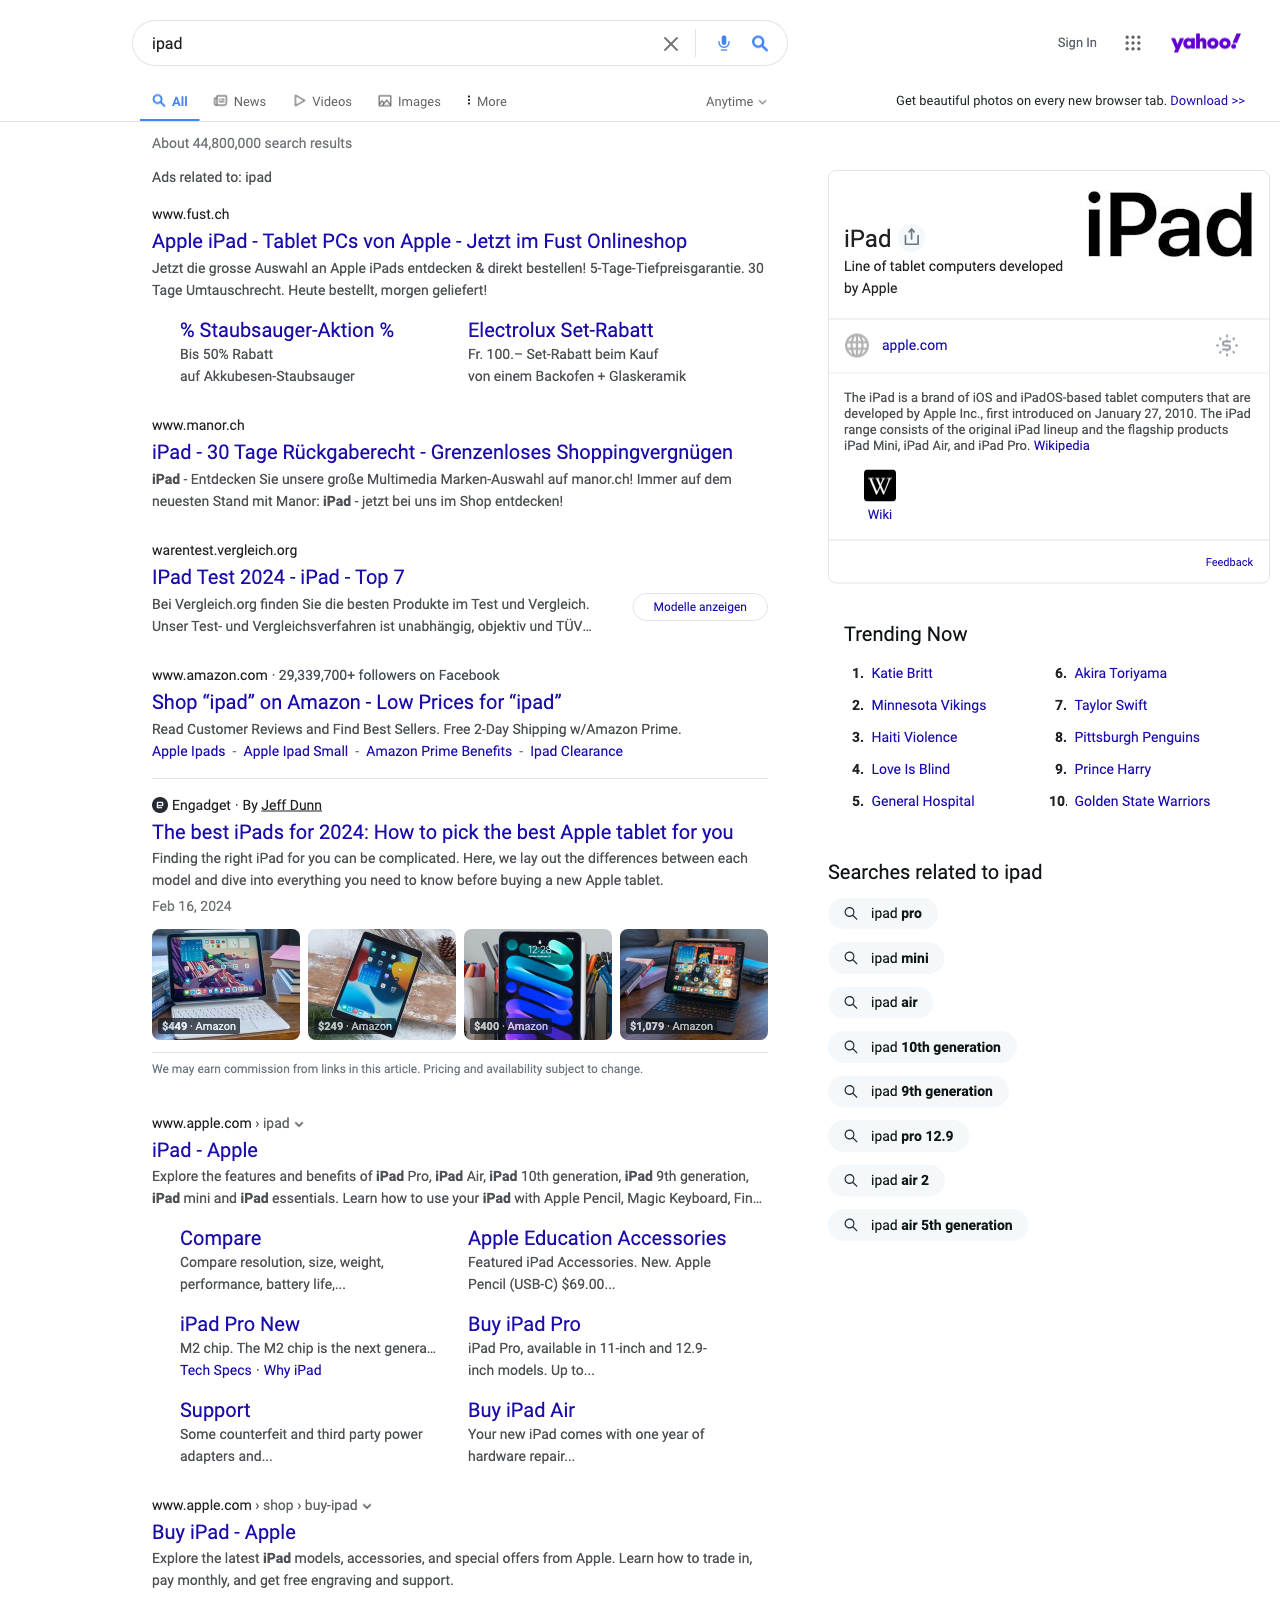 ipad
Sign In
yahoo!
All
News
Videos
Images
More
Anytime
Get beautiful photos on every new browser tab. Download >>
About 44,800,000 search results
Ads related to: ipad
www.fust.ch
Apple iPad - Tablet PCs von Apple - Jetzt im Fust Onlineshop
Jetzt die grosse Auswahl an Apple iPads entdecken & direkt bestellen! 5-Tage-Tiefpreisgarantie. 30
Tage Umtauschrecht. Heute bestellt, morgen geliefert!
% Staubsauger-Aktion %
Bis 50% Rabatt
auf Akkubesen-Staubsauger
Electrolux Set-Rabatt
Fr. 100.– Set-Rabatt beim Kauf
von einem Backofen + Glaskeramik
www.manor.ch
iPad - 30 Tage Rückgaberecht - Grenzenloses Shoppingvergnügen
iPad - Entdecken Sie unsere große Multimedia Marken-Auswahl auf manor.ch! Immer auf dem
neuesten Stand mit Manor: iPad - jetzt bei uns im Shop entdecken!
warentest.vergleich.org
IPad Test 2024 - iPad - Top 7
Bei Vergleich.org finden Sie die besten Produkte im Test und Vergleich.
Unser Test- und Vergleichsverfahren ist unabhängig, objektiv und TÜV...
Modelle anzeigen
www.amazon.com · 29,339,700+ followers on Facebook
Shop “ipad” on Amazon - Low Prices for “ipad”
Read Customer Reviews and Find Best Sellers. Free 2-Day Shipping w/Amazon Prime.
Apple Ipads - Apple Ipad Small - Amazon Prime Benefits - Ipad Clearance
Engadget · By Jeff Dunn
The best iPads for 2024: How to pick the best Apple tablet for you
Finding the right iPad for you can be complicated. Here, we lay out the differences between each
model and dive into everything you need to know before buying a new Apple tablet.
Feb 16, 2024
$449 · Amazon
$249 · Amazon
12:28
$400 · Amazon
$1,079 · Amazon
We may earn commission from links in this article. Pricing and availability subject to change.
www.apple.com › ipad
iPad - Apple
Explore the features and benefits of iPad Pro, iPad Air, iPad 10th generation, iPad 9th generation,
iPad mini and iPad essentials. Learn how to use your iPad with Apple Pencil, Magic Keyboard, Fin...
Compare
Compare resolution, size, weight,
performance, battery life,...
Apple Education Accessories
Featured iPad Accessories. New. Apple
Pencil (USB-C) $69.00...
iPad Pro New
M2 chip. The M2 chip is the next genera...
Tech Specs · Why iPad
Buy iPad Pro
iPad Pro, available in 11-inch and 12.9-
inch models. Up to...
Support
Some counterfeit and third party power
adapters and...
Buy iPad Air
Your new iPad comes with one year of
hardware repair...
www.apple.com › shop › buy-ipad
Buy iPad - Apple
Explore the latest iPad models, accessories, and special offers from Apple. Learn how to trade in,
pay monthly, and get free engraving and support.
iPad
iPad
Line of tablet computers developed
by Apple
apple.com
The iPad is a brand of iOS and iPadOS-based tablet computers that are
developed by Apple Inc., first introduced on January 27, 2010. The iPad
range consists of the original iPad lineup and the flagship products
iPad Mini, iPad Air, and iPad Pro. Wikipedia
W
Wiki
Feedback
Trending Now
1. Katie Britt
2. Minnesota Vikings
3. Haiti Violence
4. Love Is Blind
5. General Hospital
6. Akira Toriyama
7. Taylor Swift
8. Pittsburgh Penguins
9. Prince Harry
10. Golden State Warriors
Searches related to ipad
ipad pro
ipad mini
ipad air
ipad 10th generation
ipad 9th generation
ipad pro 12.9
ipad air 2
ipad air 5th generation